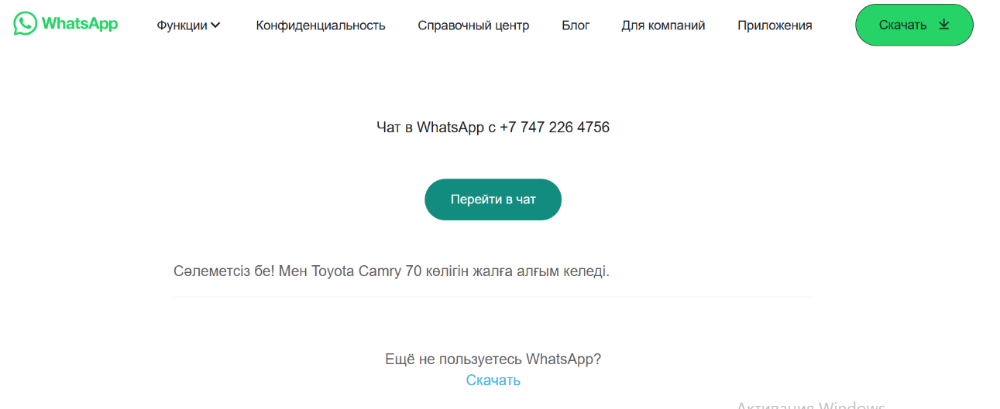 WhatsApp Функции Конфиденциальность Справочный центр Блог Для компаний Приложения Скачать
Чат в WhatsApp с +7 747 226 4756
Перейти в чат
Сәлеметсіз бе! Мен Toyota Camry 70 көлігін жалға алғым келеді.
Ещё не пользуетесь WhatsApp?
Скачать
Активация Windows